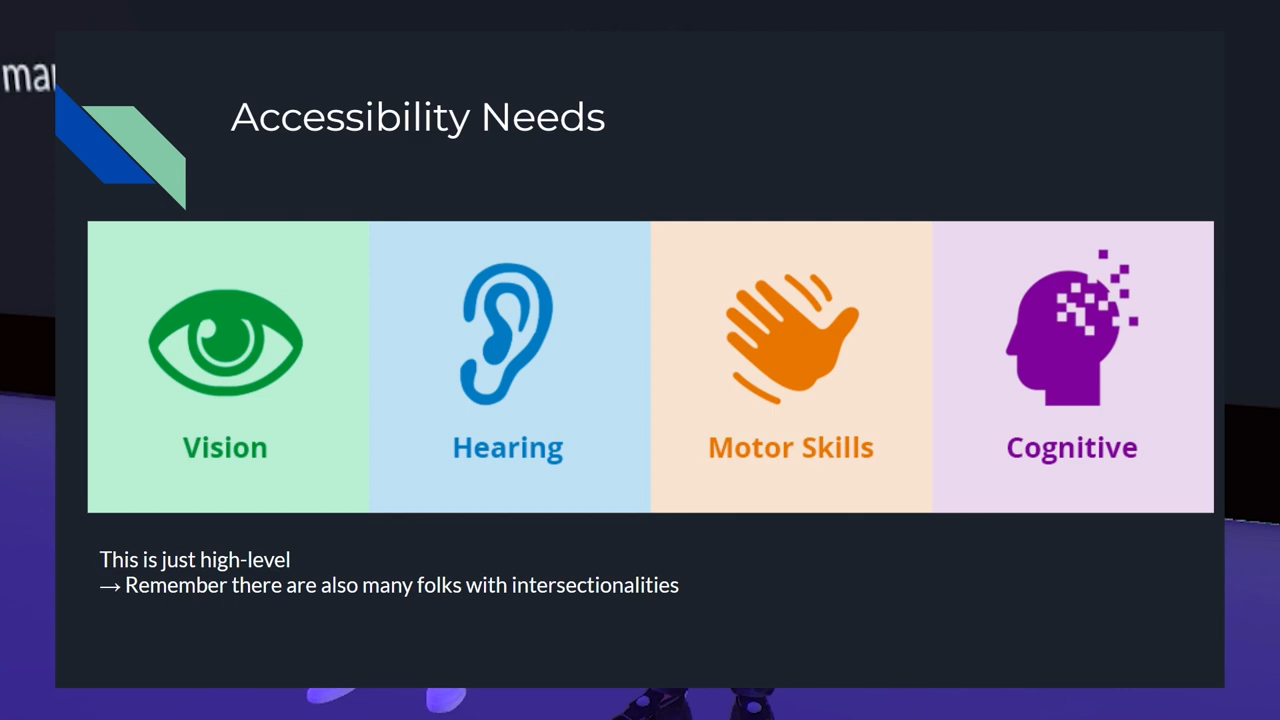 Accessibility Needs
Vision
Hearing
Motor Skills
Cognitive
This is just high-level
→ Remember there are also many folks with intersectionalities